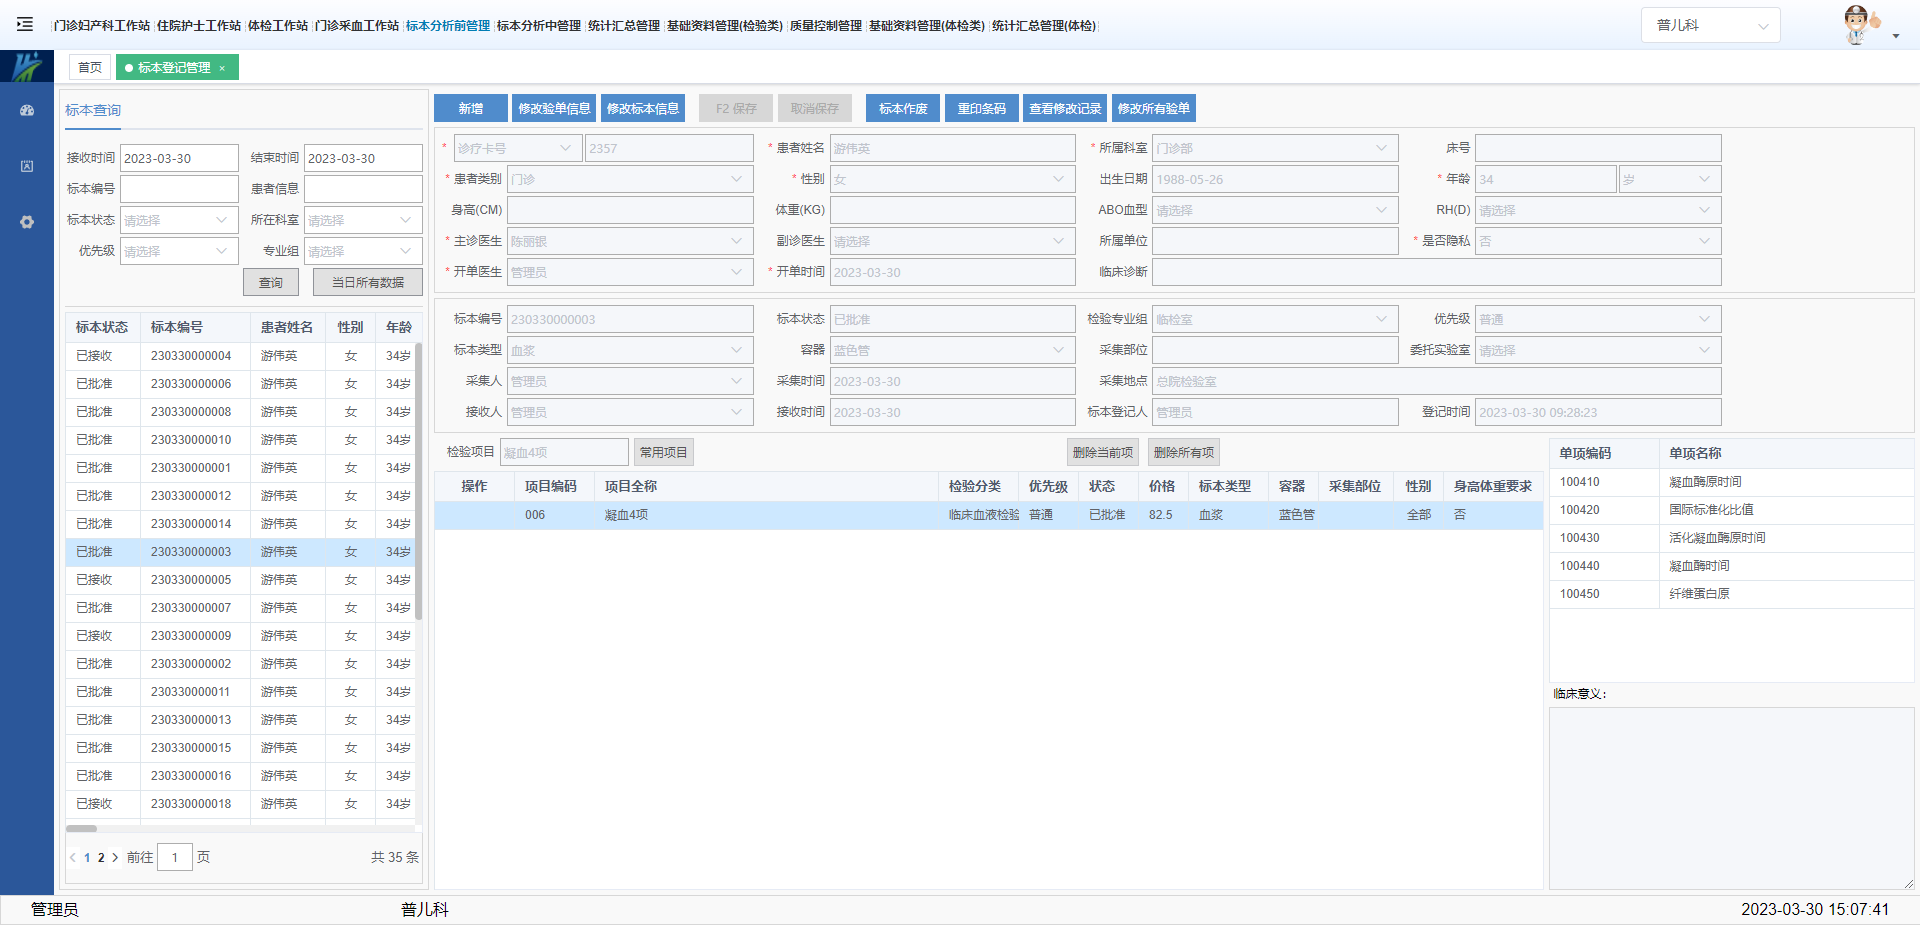 门诊妇产科工作站 住院护士工作站 体检工作站 门诊采血工作站 标本分析前管理 标本分析中管理 统计汇总管理 基础资料管理(检验类) 质量控制管理 基础资料管理(体检类) 统计汇总管理(体检) 普儿科
首页 标本登记管理 ×
标本查询
接收时间 2023-03-30 结束时间 2023-03-30
标本编号 患者信息
标本状态 请选择 所在科室 请选择
优先级 请选择 专业组 请选择
查询 当日所有数据
标本状态 标本编号 患者姓名 性别 年龄
已接收 230330000004 游伟英 女 34岁
已批准 230330000006 游伟英 女 34岁
已批准 230330000008 游伟英 女 34岁
已批准 230330000010 游伟英 女 34岁
已批准 230330000001 游伟英 女 34岁
已批准 230330000012 游伟英 女 34岁
已批准 230330000014 游伟英 女 34岁
已批准 230330000003 游伟英 女 34岁
已接收 230330000005 游伟英 女 34岁
已批准 230330000007 游伟英 女 34岁
已接收 230330000009 游伟英 女 34岁
已批准 230330000002 游伟英 女 34岁
已批准 230330000011 游伟英 女 34岁
已批准 230330000013 游伟英 女 34岁
已批准 230330000015 游伟英 女 34岁
已批准 230330000016 游伟英 女 34岁
已接收 230330000018 游伟英 女 34岁
< 1 2 > 前往 1 页 共 35 条
新增 修改验单信息 修改标本信息 F2 保存 取消保存 标本作废 重印条码 查看修改记录 修改所有验单
* 诊疗卡号 2357 * 患者姓名 游伟英 * 所属科室 门诊部 床号
* 患者类别 门诊 * 性别 女 出生日期 1988-05-26 * 年龄 34 岁
身高(CM) 体重(KG) ABO血型 请选择 RH(D) 请选择
* 主诊医生 陈丽银 副诊医生 请选择 所属单位 * 是否隐私 否
* 开单医生 管理员 * 开单时间 2023-03-30 临床诊断
标本编号 230330000003 标本状态 已批准 检验专业组 临检室 优先级 普通
标本类型 血浆 容器 蓝色管 采集部位 委托实验室 请选择
采集人 管理员 采集时间 2023-03-30 采集地点 总院检验室
接收人 管理员 接收时间 2023-03-30 标本登记人 管理员 登记时间 2023-03-30 09:28:23
检验项目 凝血4项 常用项目 删除当前项 删除所有项
操作 项目编码 项目全称 检验分类 优先级 状态 价格 标本类型 容器 采集部位 性别 身高体重要求
006 凝血4项 临床血液检验 普通 已批准 82.5 血浆 蓝色管 全部 否
单项编码 单项名称
100410 凝血酶原时间
100420 国际标准化比值
100430 活化凝血酶原时间
100440 凝血酶时间
100450 纤维蛋白原
临床意义：
管理员 普儿科 2023-03-30 15:07:41